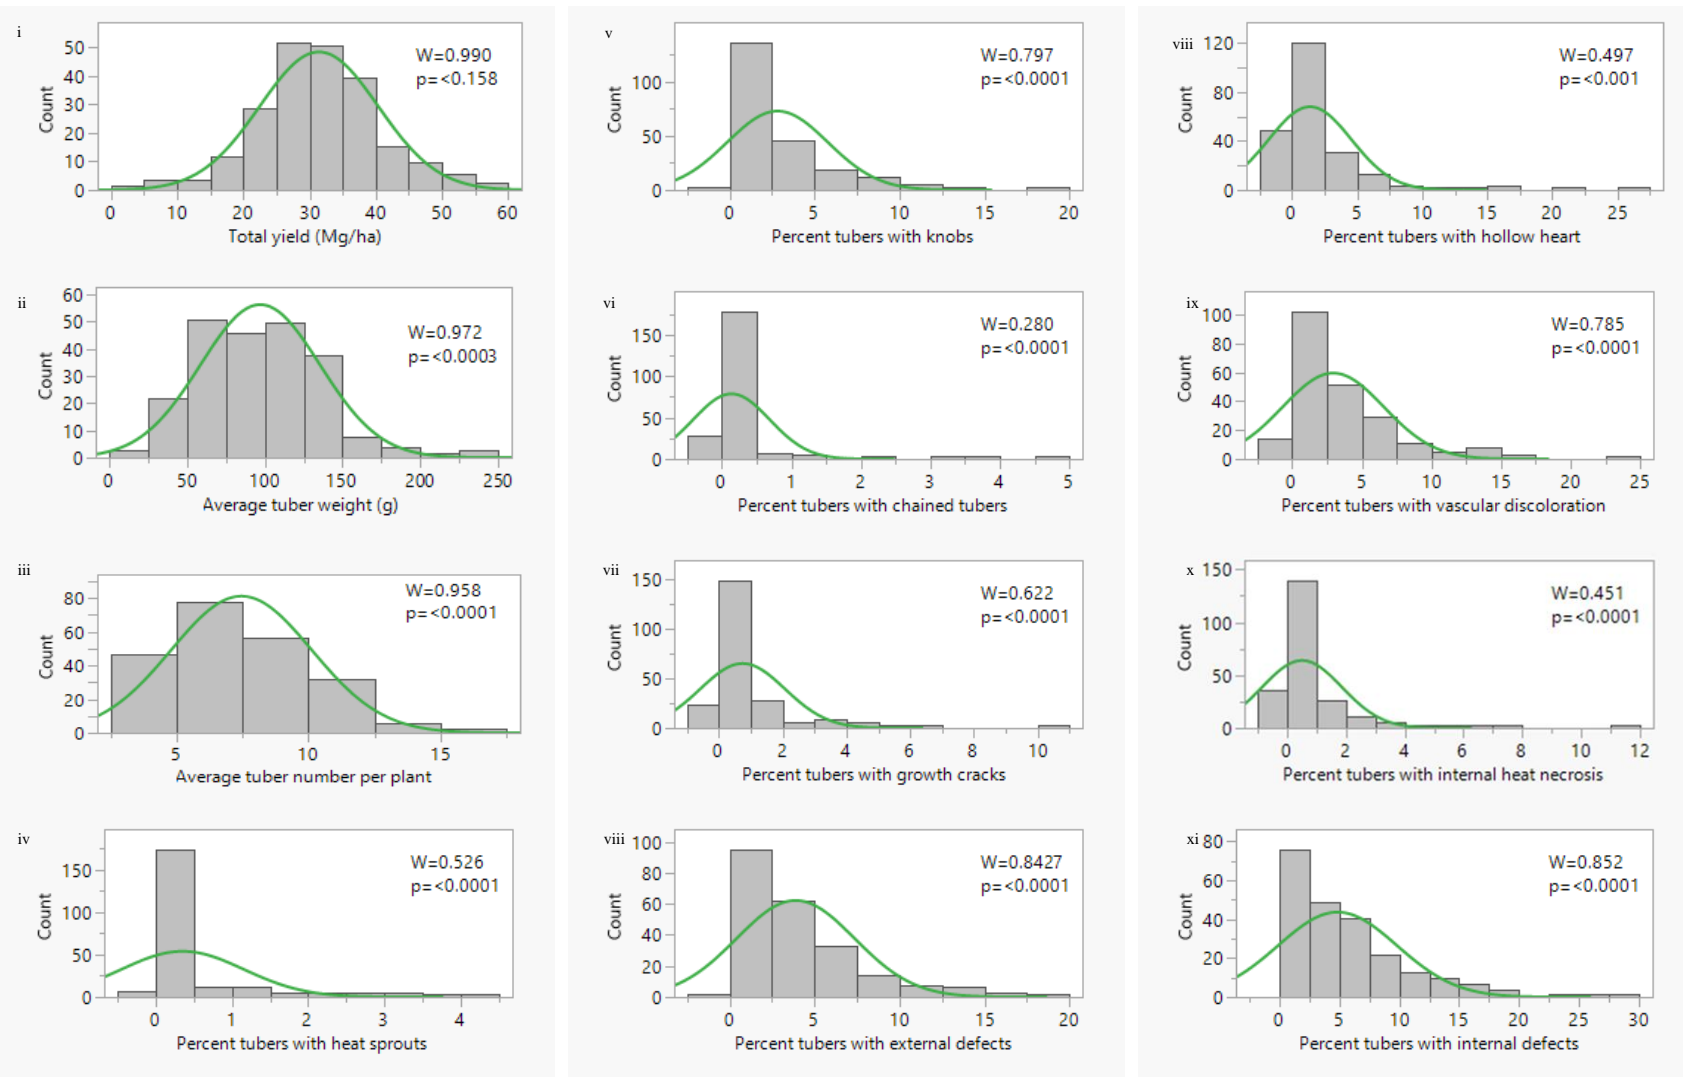 i
W=0.990
p=<0.158
Count
50
40
30
20
10
0
0 10 20 30 40 50 60
Total yield (Mg/ha)
ii
W=0.972
p=<0.0003
Count
60
50
40
30
20
10
0
0 50 100 150 200 250
Average tuber weight (g)
iii
W=0.958
p=<0.0001
Count
80
60
40
20
0
5 10 15
Average tuber number per plant
iv
W=0.526
p=<0.0001
Count
150
100
50
0
0 1 2 3 4
Percent tubers with heat sprouts
v
W=0.797
p=<0.0001
Count
100
50
0
0 5 10 15 20
Percent tubers with knobs
vi
W=0.280
p=<0.0001
Count
150
100
50
0
0 1 2 3 4 5
Percent tubers with chained tubers
vii
W=0.622
p=<0.0001
Count
150
100
50
0
0 2 4 6 8 10
Percent tubers with growth cracks
viii
W=0.8427
p=<0.0001
Count
100
80
60
40
20
0
0 5 10 15 20
Percent tubers with external defects
viii
W=0.497
p=<0.001
Count
120
80
40
0
0 5 10 15 20 25
Percent tubers with hollow heart
ix
W=0.785
p=<0.0001
Count
100
80
60
40
20
0
0 5 10 15 20 25
Percent tubers with vascular discoloration
x
W=0.451
p=<0.0001
Count
150
100
50
0
0 2 4 6 8 10 12
Percent tubers with internal heat necrosis
xi
W=0.852
p=<0.0001
Count
80
60
40
20
0
0 5 10 15 20 25 30
Percent tubers with internal defects